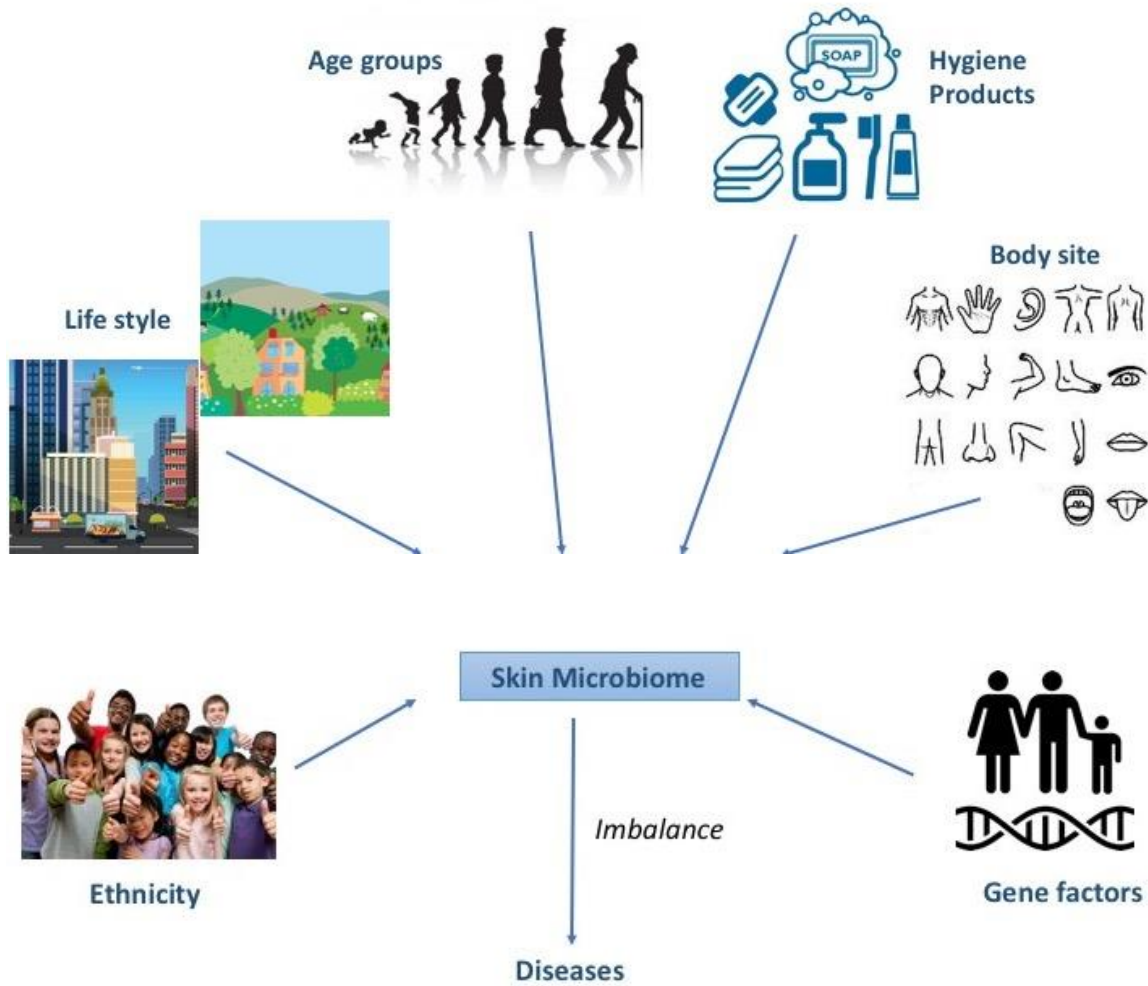 Age groups
SOAP
Hygiene
Products
Body site
Life style
Skin Microbiome
Imbalance
Ethnicity
Gene factors
Diseases